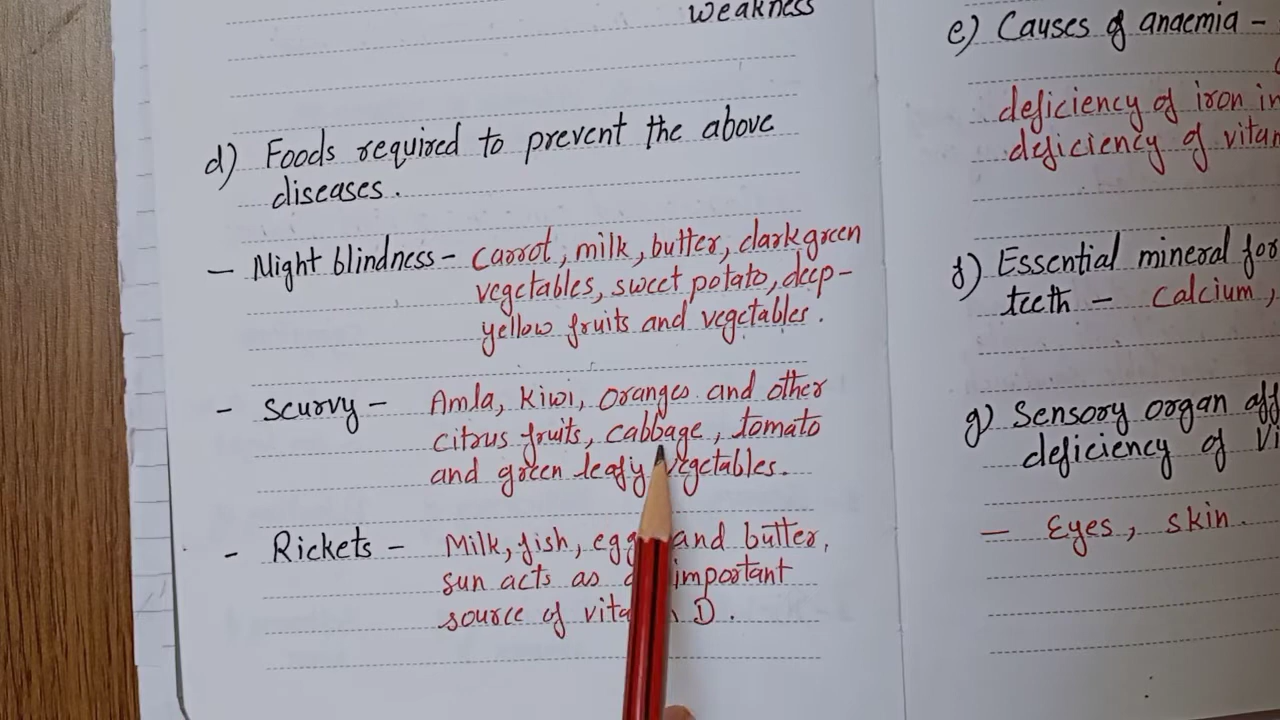 Weakness
d) Foods required to prevent the above
diseases.
- Night blindness - Carrot, milk, butter, dark green
vegetables, sweet potato, deep-
yellow fruits and vegetables.
- Scurvy - Amla, Kiwi, Oranges and other
citrus fruits, cabbage, tomato
and green leafy vegetables.
- Rickets - Milk, fish, egg and butter,
sun acts as important
source of D.
e) Causes of anaemia -
deficiency of iron in
deficiency of
f) Essential mineral for
teeth - Calcium,
g) Sensory organ
deficiency of
- Eyes, skin.